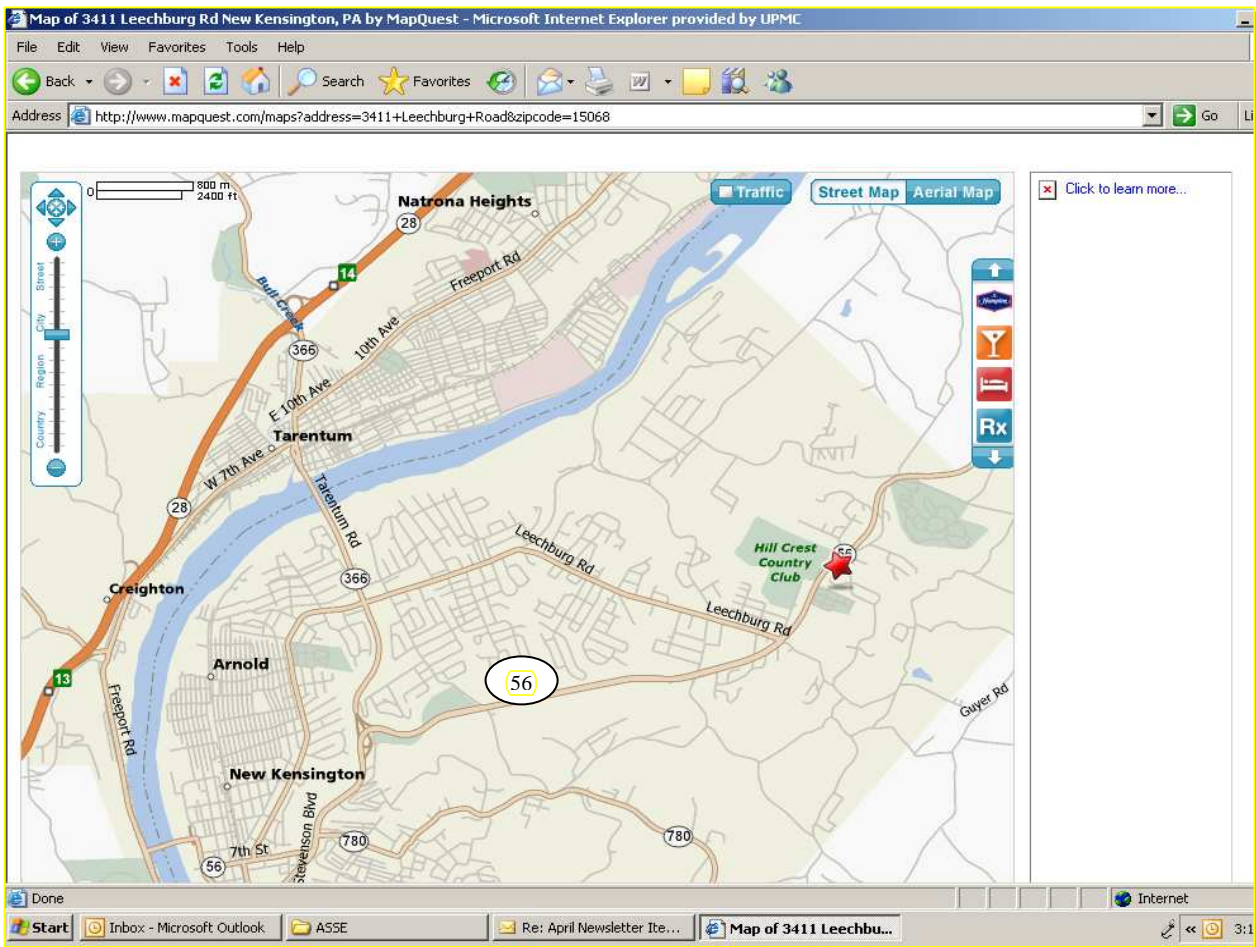 Map of 3411 Leechburg Rd New Kensington, PA by MapQuest - Microsoft Internet Explorer provided by UPMC
File Edit View Favorites Tools Help
Back Search Favorites
Address http://www.mapquest.com/maps?address=3411+Leechburg+Road&zipcode=15068 Go Li
Click to learn more...
0 800 m
2400 ft
Traffic Street Map Aerial Map
Natrona Heights
28
Freeport Rd
14
Bull Creek
Street
City
Region
Country
Hampton
366
10th Ave
E 10th Ave
Rx
Tarentum
W 7th Ave
28
Tarentum Rd
Leechburg Rd
Hill Crest
Country
Club
56
366
Creighton
Leechburg Rd
Arnold
13
56
Guyer Rd
Freeport Rd
New Kensington
Stevenson Blvd
780
780
7th St
56
Done Internet
Start Inbox - Microsoft Outlook ASSE Re: April Newsletter Ite... Map of 3411 Leechbu... « 3:1